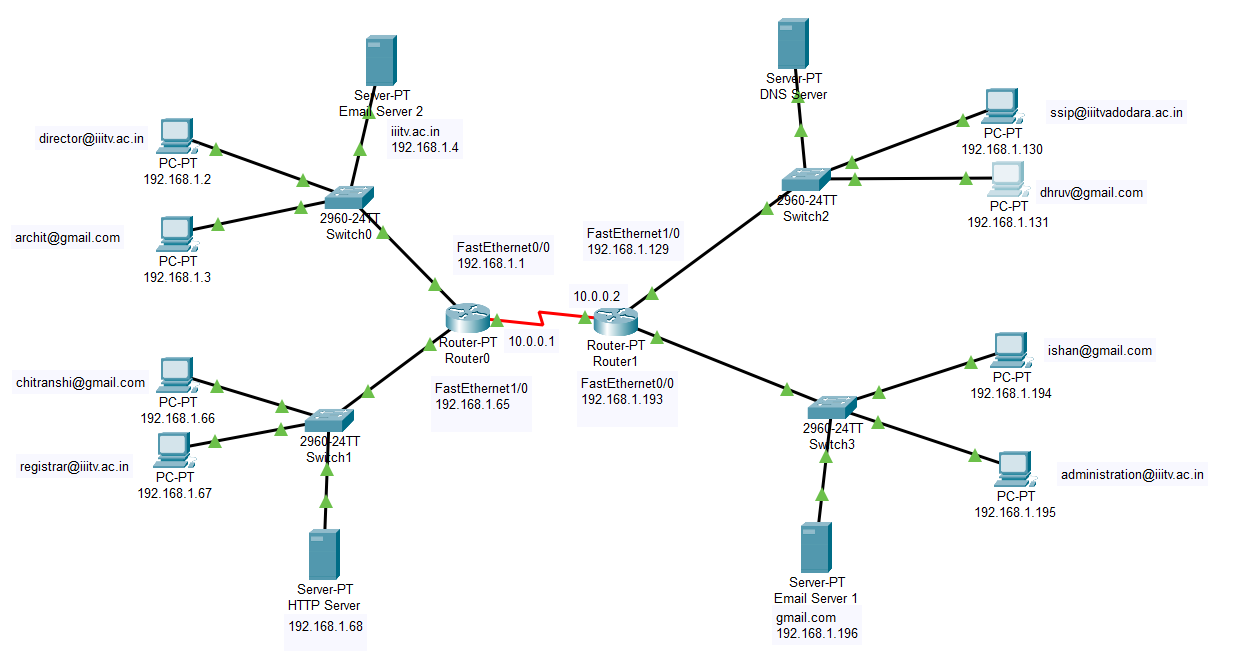 Server-PT
Email Server 2
iiitv.ac.in
192.168.1.4
director@iiitv.ac.in
PC-PT
192.168.1.2
archit@gmail.com
PC-PT
192.168.1.3
2960-24TT
Switch0
FastEthernet0/0
192.168.1.1
Router-PT
Router0
10.0.0.1
FastEthernet1/0
192.168.1.65
chitranshi@gmail.com
PC-PT
192.168.1.66
registrar@iiitv.ac.in
PC-PT
192.168.1.67
2960-24TT
Switch1
Server-PT
HTTP Server
192.168.1.68
Server-PT
DNS Server
ssip@iiitvadodara.ac.in
PC-PT
192.168.1.130
dhruv@gmail.com
PC-PT
192.168.1.131
2960-24TT
Switch2
FastEthernet1/0
192.168.1.129
10.0.0.2
Router-PT
Router1
FastEthernet0/0
192.168.1.193
ishan@gmail.com
PC-PT
192.168.1.194
2960-24TT
Switch3
administration@iiitv.ac.in
PC-PT
192.168.1.195
Server-PT
Email Server 1
gmail.com
192.168.1.196